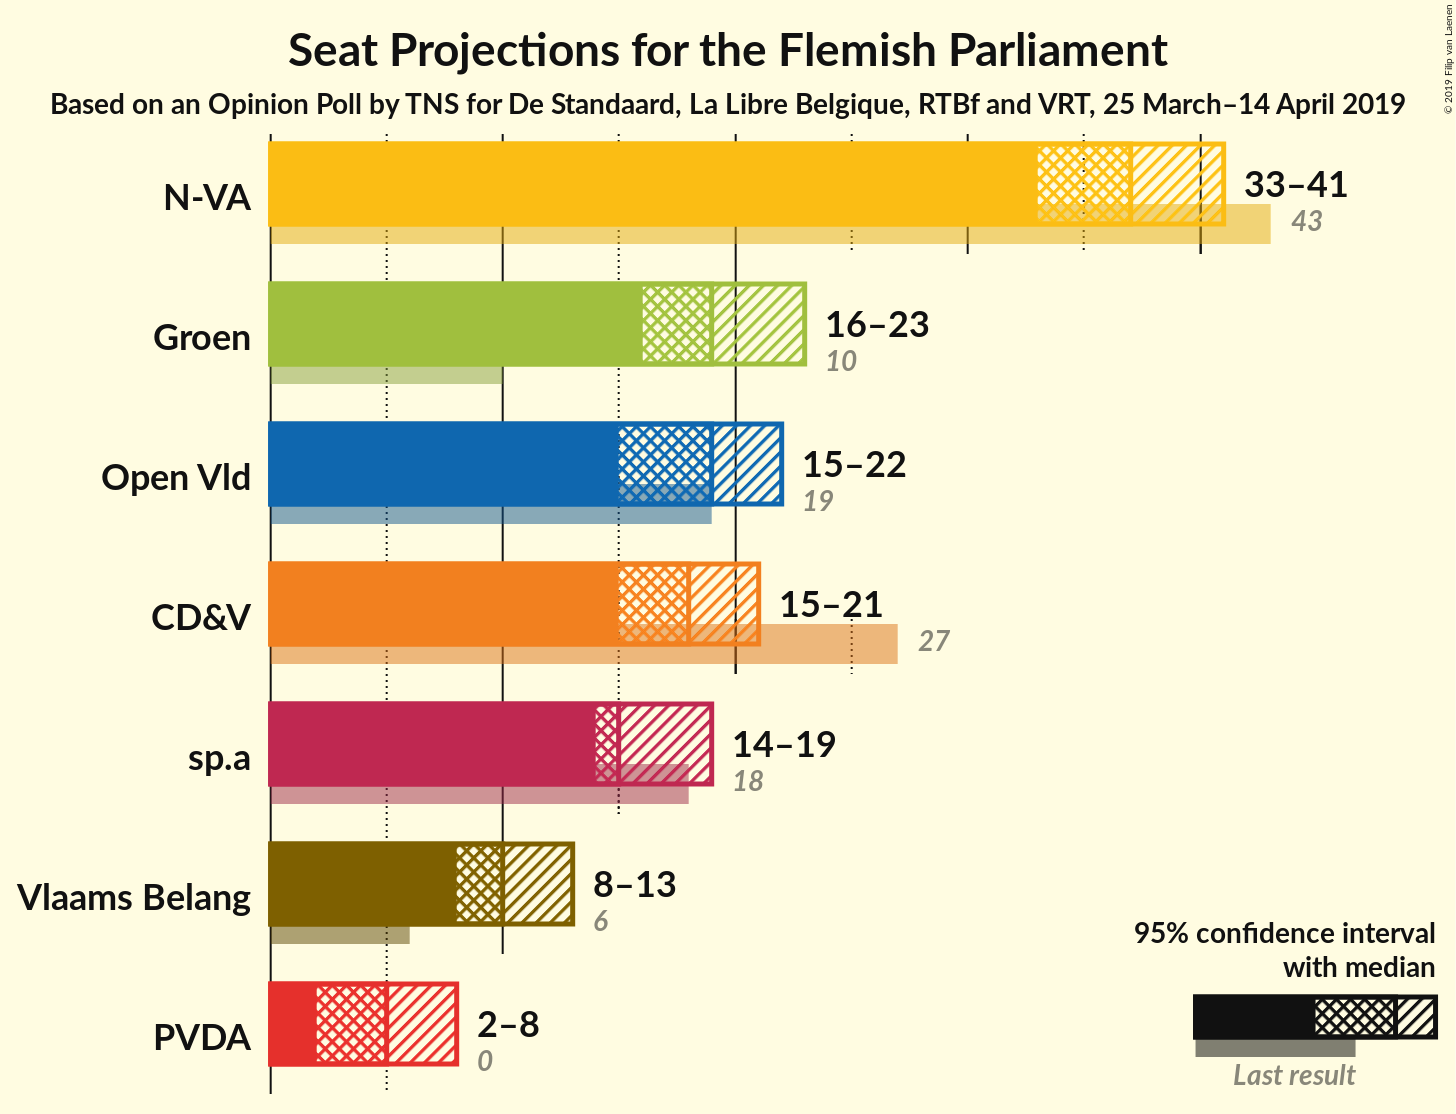 Seat Projections for the Flemish Parliament
Based on an Opinion Poll by TNS for De Standaard, La Libre Belgique, RTBf and VRT, 25 March–14 April 2019
© 2019 Filip van Laenen
N-VA
33–41
43
Groen
16–23
10
Open Vld
15–22
19
CD&V
15–21
27
sp.a
14–19
18
Vlaams Belang
8–13
6
PVDA
2–8
0
95% confidence interval
with median
Last result